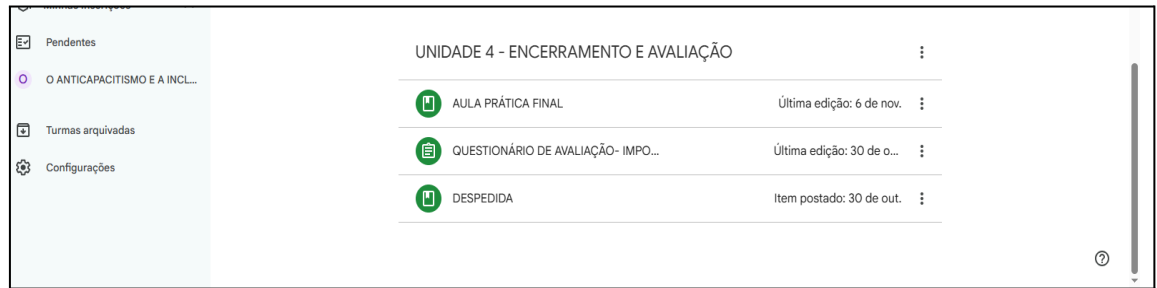 Pendentes
O O ANTICAPACITISMO E A INCL...
Turmas arquivadas
Configurações
UNIDADE 4 - ENCERRAMENTO E AVALIAÇÃO
AULA PRÁTICA FINAL Última edição: 6 de nov.
QUESTIONÁRIO DE AVALIAÇÃO- IMPO... Última edição: 30 de o...
DESPEDIDA Item postado: 30 de out.